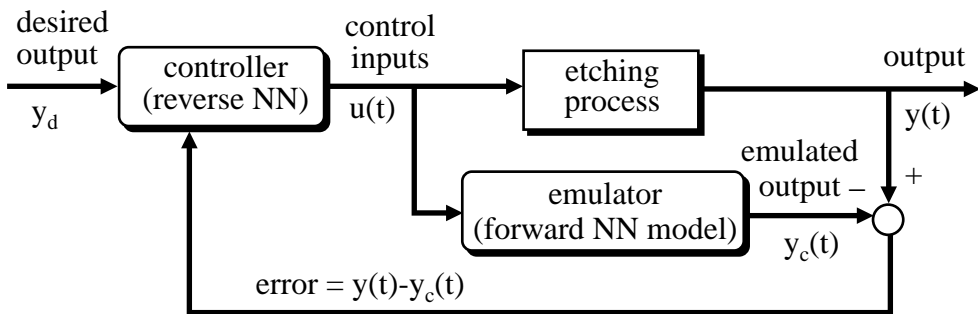 desired
output
y_d
controller
(reverse NN)
control
inputs
u(t)
etching
process
output
y(t)
emulator
(forward NN model)
emulated
output –
+
y_c(t)
error = y(t)-y_c(t)